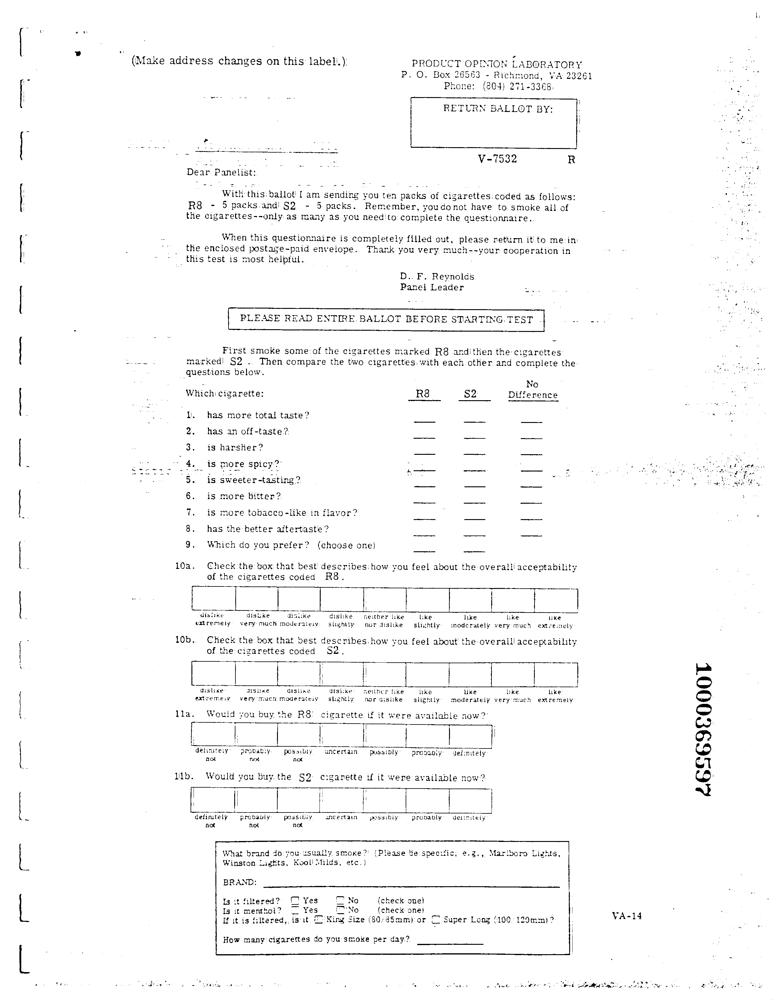 (Make address changes on this label.)
PRODUCT OPINION LABORATORY
P. O. Box 26563 - Richmond, VA 23261
Phone: (804) 271-3368
RETURN BALLOT BY:
V-7532 R
Dear Panelist:
With this ballot I am sending you ten packs of cigarettes coded as follows:
R8 - 5 packs and S2 - 5 packs. Remember, you do not have to smoke all of
the cigarettes--only as many as you need to complete the questionnaire.
When this questionnaire is completely filled out, please return it to me in
the enclosed postage-paid envelope. Thank you very much--your cooperation in
this test is most helpful.
D. F. Reynolds
Panel Leader
PLEASE READ ENTIRE BALLOT BEFORE STARTING TEST
First smoke some of the cigarettes marked R8 and then the cigarettes
marked S2 . Then compare the two cigarettes with each other and complete the
questions below.
No
Which cigarette: R8 S2 Difference
1. has more total taste?
2. has an off-taste?
3. is harsher?
4. is more spicy?
5. is sweeter-tasting?
6. is more bitter?
7. is more tobacco-like in flavor?
8. has the better aftertaste?
9. Which do you prefer? (choose one)
10a. Check the box that best describes how you feel about the overall acceptability
of the cigarettes coded R8 .
dislike dislike dislike dislike neither like like like like like
extremely very much moderately slightly nor dislike slightly moderately very much extremely
10b. Check the box that best describes how you feel about the overall acceptability
of the cigarettes coded S2 .
dislike dislike dislike dislike neither like like like like like
extremely very much moderately slightly nor dislike slightly moderately very much extremely
11a. Would you buy the R8 cigarette if it were available now?
definitely probably possibly uncertain possibly probably definitely
not not not
11b. Would you buy the S2 cigarette if it were available now?
definitely probably possibly uncertain possibly probably definitely
not not not
What brand do you usually smoke? (Please be specific, e.g., Marlboro Lights,
Winston Lights, Kool Milds, etc.)
BRAND:
Is it filtered? Yes No (check one)
Is it menthol? Yes No (check one)
If it is filtered, is it King Size (80/85mm) or Super Long (100/120mm)?
How many cigarettes do you smoke per day?
VA-14
1000369597